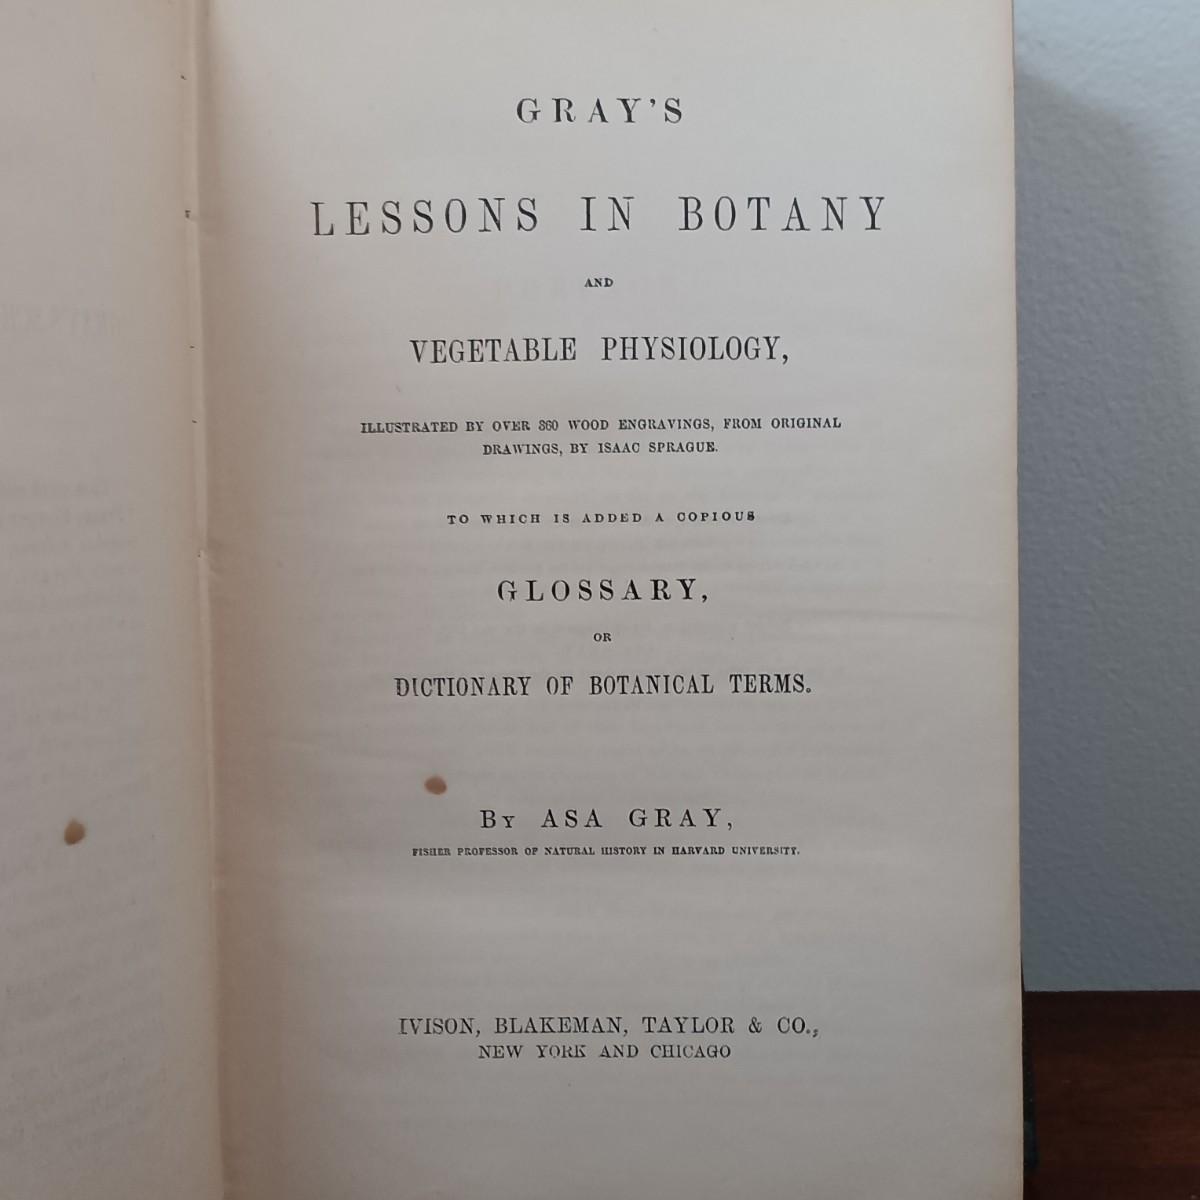 GRAY'S
LESSONS IN BOTANY
AND
VEGETABLE PHYSIOLOGY,
ILLUSTRATED BY OVER 360 WOOD ENGRAVINGS, FROM ORIGINAL
DRAWINGS, BY ISAAC SPRAGUE.
TO WHICH IS ADDED A COPIOUS
GLOSSARY,
OR
DICTIONARY OF BOTANICAL TERMS.
By ASA GRAY,
FISHER PROFESSOR OF NATURAL HISTORY IN HARVARD UNIVERSITY.
IVISON, BLAKEMAN, TAYLOR & CO.,
NEW YORK AND CHICAGO